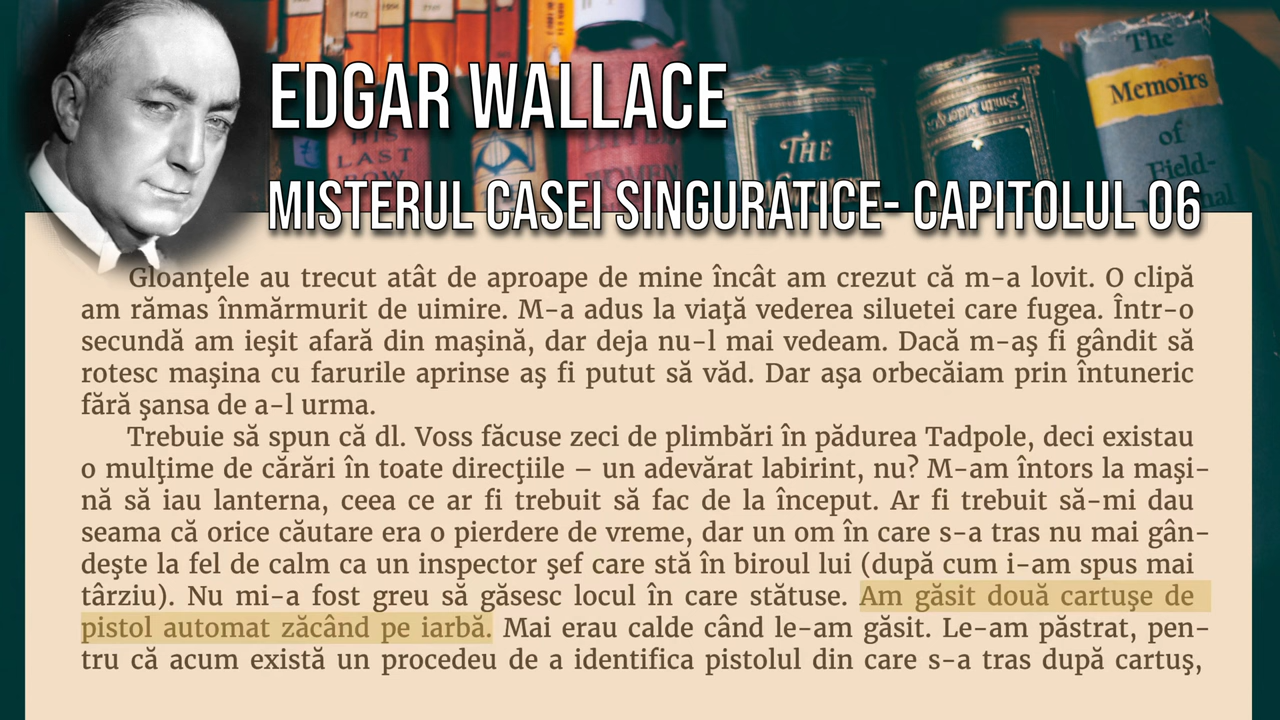 EDGAR WALLACE
MISTERUL CASEI SINGURATICE- CAPITOLUL 06
HIS
LAST
BOW
WOMEN
THE
The
Memoirs
of
Field-
Gloanţele au trecut atât de aproape de mine încât am crezut că m-a lovit. O clipă
am rămas înmărmurit de uimire. M-a adus la viaţă vederea siluetei care fugea. Într-o
secundă am ieşit afară din maşină, dar deja nu-l mai vedeam. Dacă m-aş fi gândit să
rotesc maşina cu farurile aprinse aş fi putut să văd. Dar aşa orbecăiam prin întuneric
fără şansa de a-l urma.
Trebuie să spun că dl. Voss făcuse zeci de plimbări în pădurea Tadpole, deci existau
o mulţime de cărări în toate direcţiile – un adevărat labirint, nu? M-am întors la maşi-
nă să iau lanterna, ceea ce ar fi trebuit să fac de la început. Ar fi trebuit să-mi dau
seama că orice căutare era o pierdere de vreme, dar un om în care s-a tras nu mai gân-
deşte la fel de calm ca un inspector şef care stă în biroul lui (după cum i-am spus mai
târziu). Nu mi-a fost greu să găsesc locul în care stătuse. Am găsit două cartuşe de
pistol automat zăcând pe iarbă. Mai erau calde când le-am găsit. Le-am păstrat, pen-
tru că acum există un procedeu de a identifica pistolul din care s-a tras după cartuş,